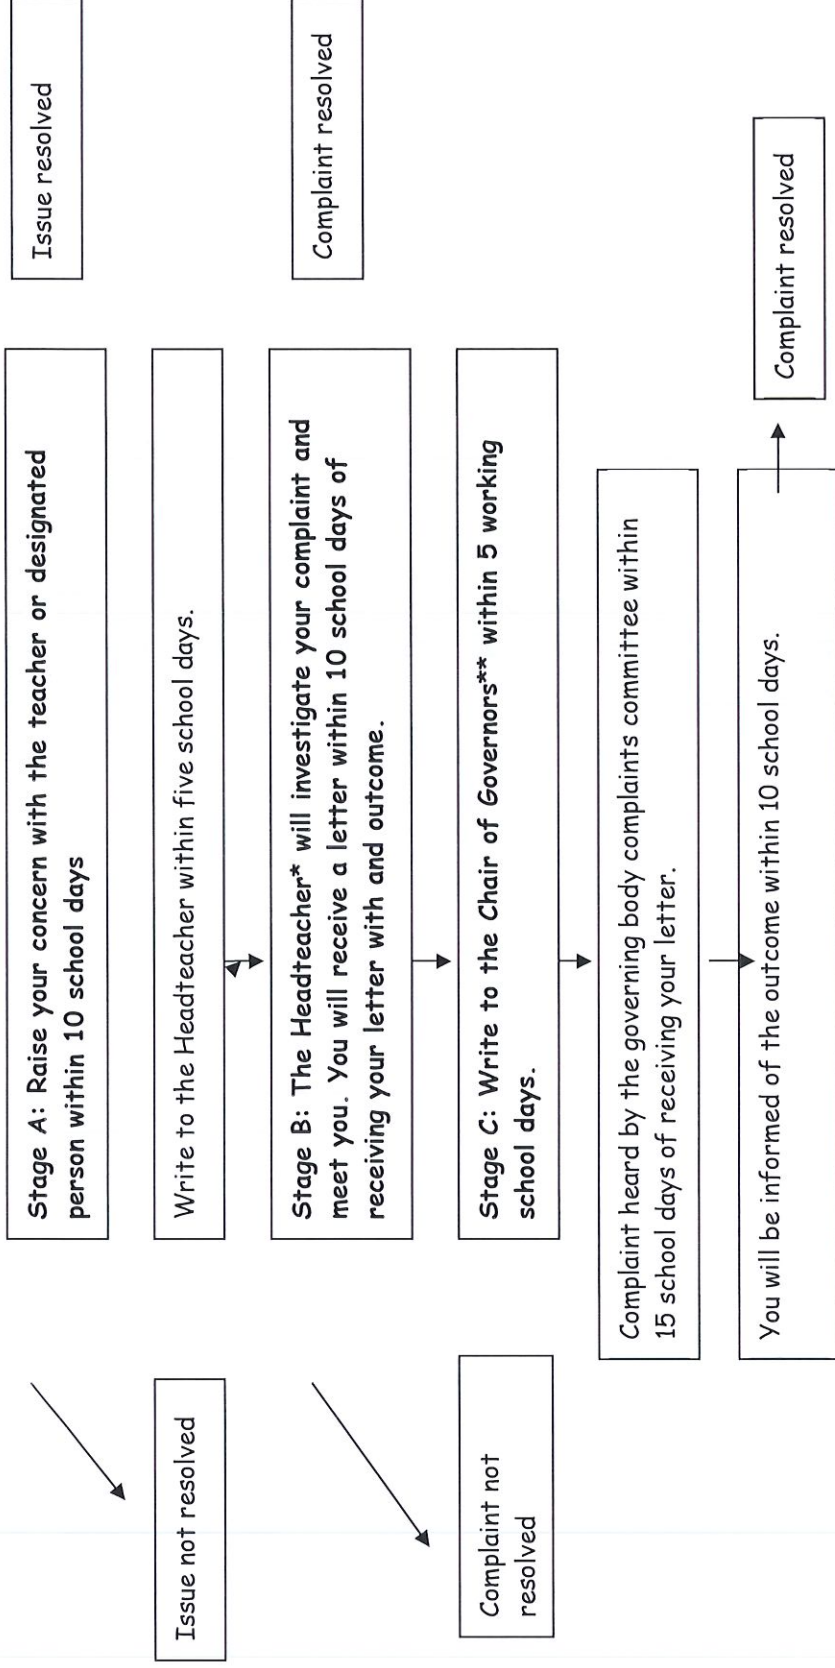 Stage A: Raise your concern with the teacher or designated
person within 10 school days
Issue resolved
Issue not resolved
Write to the Headteacher within five school days.
Stage B: The Headteacher* will investigate your complaint and
meet you. You will receive a letter within 10 school days of
receiving your letter with and outcome.
Complaint resolved
Complaint not
resolved
Stage C: Write to the Chair of Governors** within 5 working
school days.
Complaint heard by the governing body complaints committee within
15 school days of receiving your letter.
You will be informed of the outcome within 10 school days.
Complaint resolved